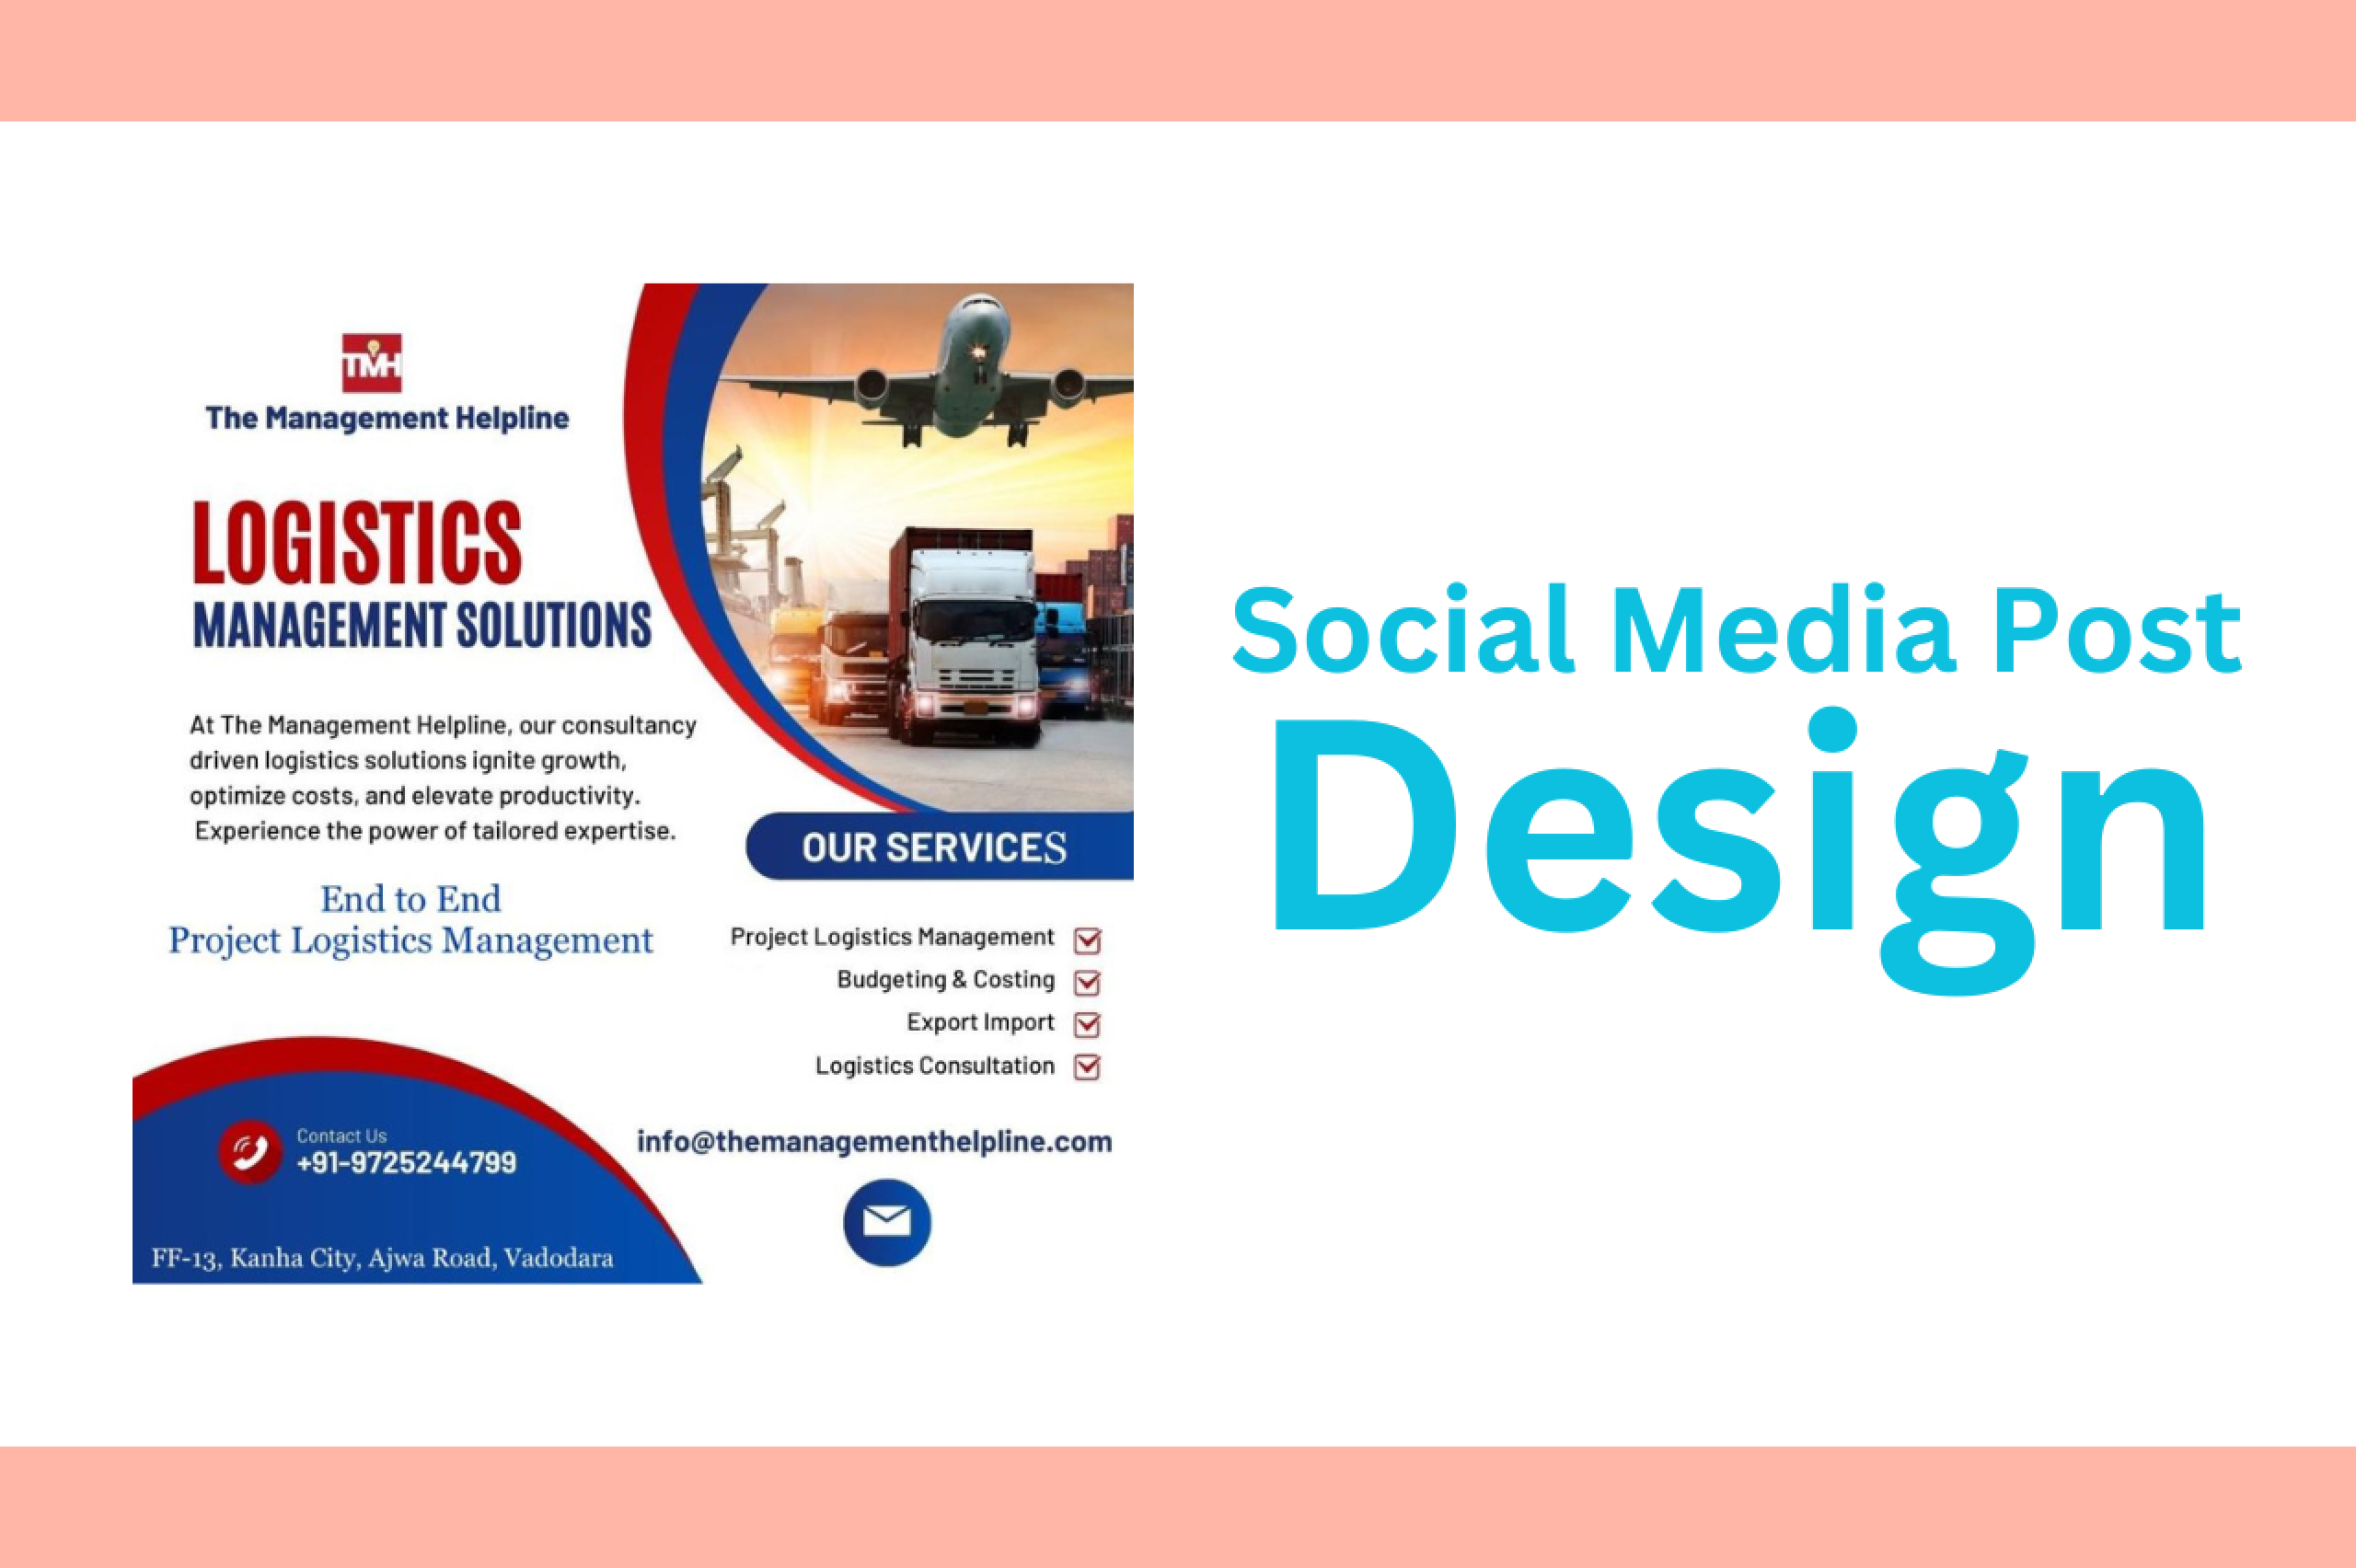 TMH
The Management Helpline
LOGISTICS
MANAGEMENT SOLUTIONS
At The Management Helpline, our consultancy
driven logistics solutions ignite growth,
optimize costs, and elevate productivity.
Experience the power of tailored expertise.
End to End
Project Logistics Management
OUR SERVICES
Project Logistics Management
Budgeting & Costing
Export Import
Logistics Consultation
info@themanagementhelpline.com
Contact Us
+91-9725244799
FF-13, Kanha City, Ajwa Road, Vadodara
Social Media Post
Design